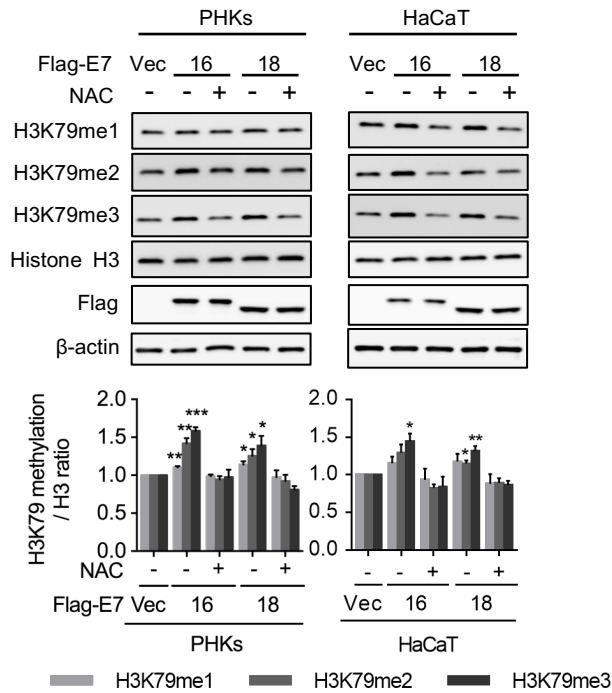 PHKs HaCaT
Flag-E7 Vec 16 18 Vec 16 18
NAC - - + - + - - + - +
H3K79me1
H3K79me2
H3K79me3
Histone H3
Flag
β-actin
H3K79 methylation
/ H3 ratio
2.0 2.0
1.5 1.5
1.0 1.0
0.5 0.5
0.0 0.0
** ** *** * * * * * **
NAC - - + - + - - + - +
Flag-E7 Vec 16 18 Vec 16 18
PHKs HaCaT
H3K79me1 H3K79me2 H3K79me3